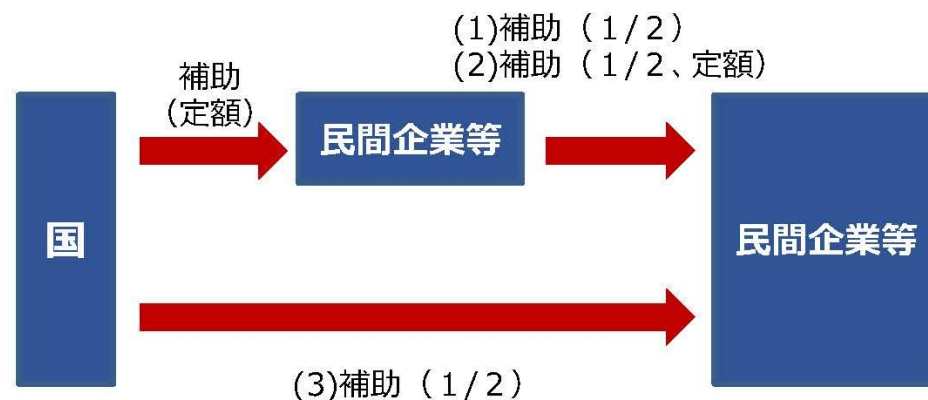 (1)補助（１/２）
(2)補助（１/２、定額）
補助
（定額）
民間企業等
国
民間企業等
(3)補助（１/２）